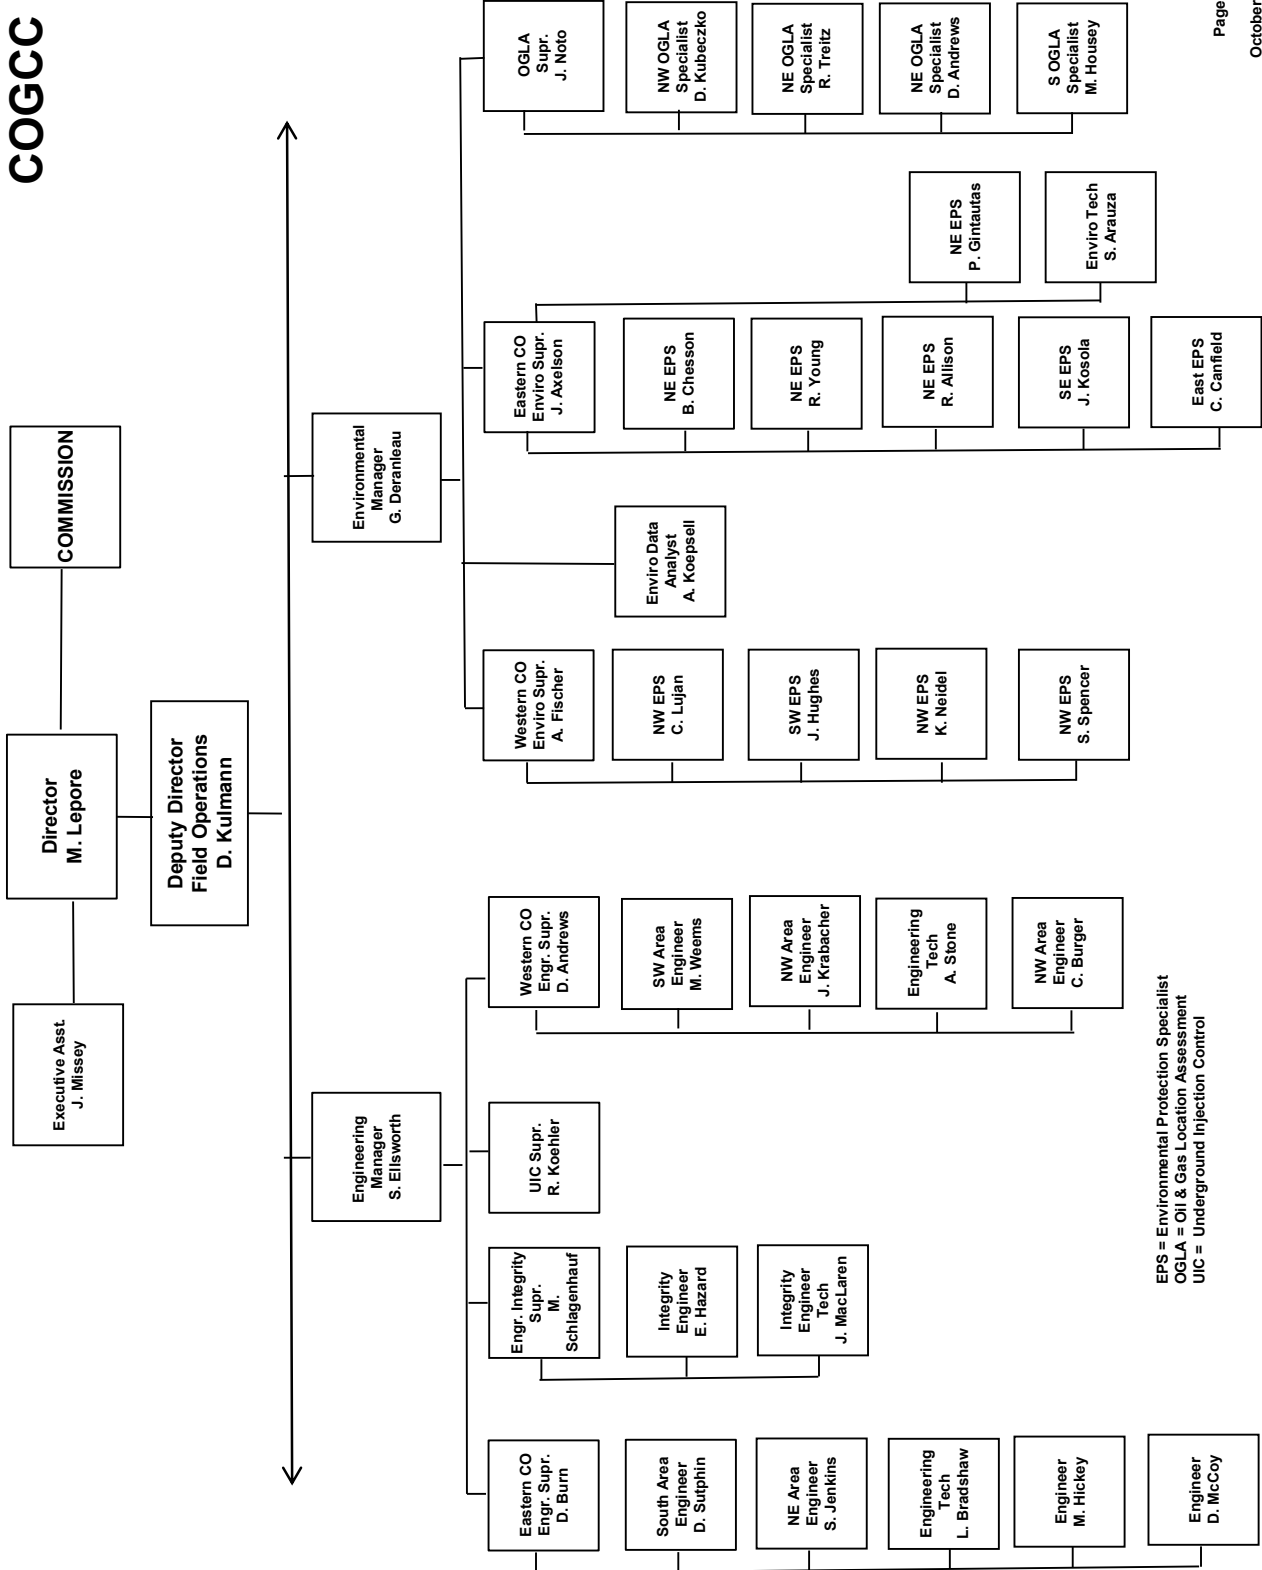 COGCC
COMMISSION
Director
M. Lepore
Executive Asst.
J. Missey
Deputy Director
Field Operations
D. Kulmann
Engineering
Manager
S. Ellsworth
Environmental
Manager
G. Deranleau
Eastern CO
Engr. Supr.
D. Burn
South Area
Engineer
D. Sutphin
NE Area
Engineer
S. Jenkins
Engineering
Tech
L. Bradshaw
Engineer
M. Hickey
Engineer
D. McCoy
Engr. Integrity
Supr.
M.
Schlagenhauf
Integrity
Engineer
E. Hazard
Integrity
Engineer
Tech
J. MacLaren
UIC Supr.
R. Koehler
Western CO
Engr. Supr.
D. Andrews
SW Area
Engineer
M. Weems
NW Area
Engineer
J. Krabacher
Engineering
Tech
A. Stone
NW Area
Engineer
C. Burger
Western CO
Enviro Supr.
A. Fischer
NW EPS
C. Lujan
SW EPS
J. Hughes
NW EPS
K. Neidel
NW EPS
S. Spencer
Enviro Data
Analyst
A. Koepsell
Eastern CO
Enviro Supr.
J. Axelson
NE EPS
B. Chesson
NE EPS
R. Young
NE EPS
R. Allison
SE EPS
J. Kosola
East EPS
C. Canfield
NE EPS
P. Gintautas
Enviro Tech
S. Arauza
OGLA
Supr.
J. Noto
NW OGLA
Specialist
D. Kubeczko
NE OGLA
Specialist
R. Treitz
NE OGLA
Specialist
D. Andrews
S OGLA
Specialist
M. Housey
EPS = Environmental Protection Specialist
OGLA = Oil & Gas Location Assessment
UIC = Underground Injection Control
Page
October